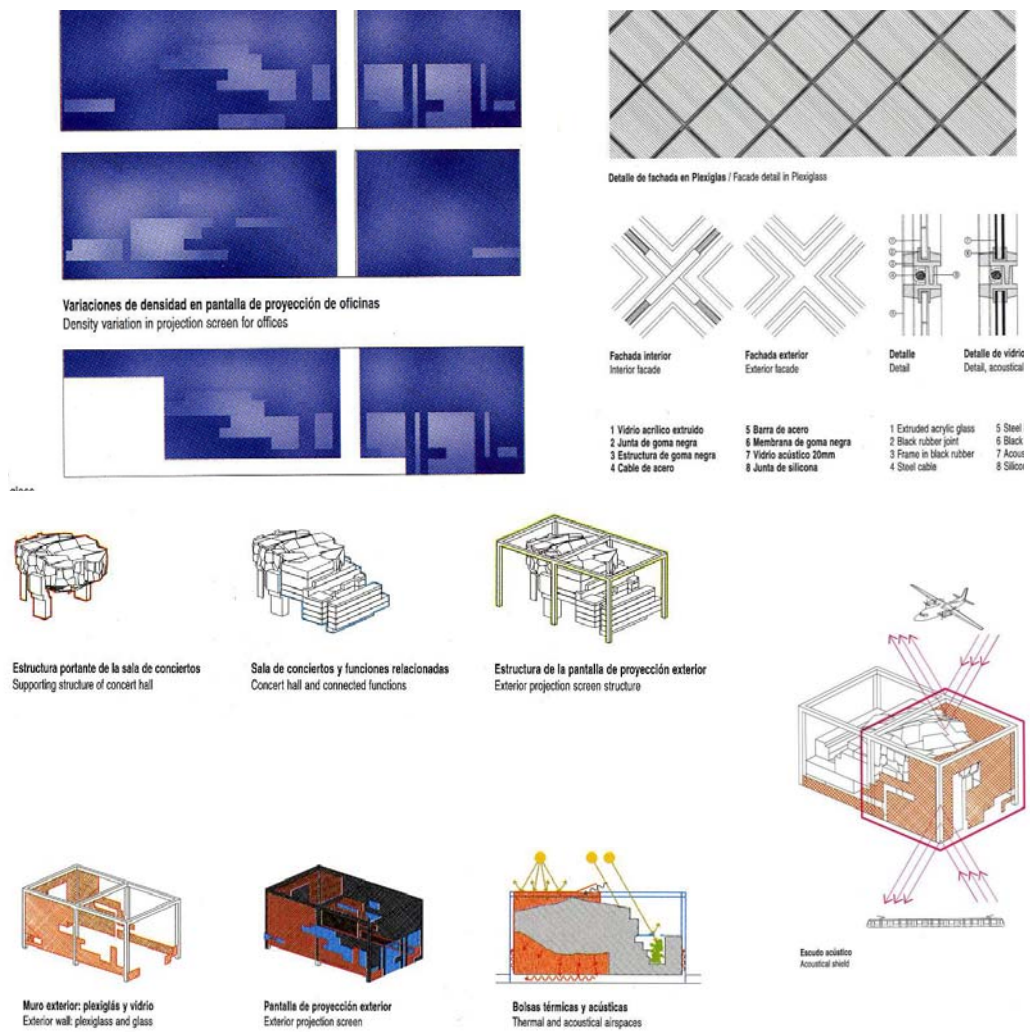 Detalle de fachada en Plexiglas / Facade detail in Plexiglass
Variaciones de densidad en pantalla de proyección de oficinas
Density variation in projection screen for offices
Fachada interior
Interior facade
Fachada exterior
Exterior facade
Detalle
Detail
Detalle de vidrio
Detail, acoustical
1 Vidrio acrílico extruido
2 Junta de goma negra
3 Estructura de goma negra
4 Cable de acero
5 Barra de acero
6 Membrana de goma negra
7 Vidrio acústico 20mm
8 Junta de silicona
1 Extruded acrylic glass
2 Black rubber joint
3 Frame in black rubber
4 Steel cable
5 Steel
6 Black
7 Acous
8 Silicon
Estructura portante de la sala de conciertos
Supporting structure of concert hall
Sala de conciertos y funciones relacionadas
Concert hall and connected functions
Estructura de la pantalla de proyección exterior
Exterior projection screen structure
Escudo acústico
Acoustical shield
Muro exterior: plexiglás y vidrio
Exterior wall: plexiglass and glass
Pantalla de proyección exterior
Exterior projection screen
Bolsas térmicas y acústicas
Thermal and acoustical airspaces